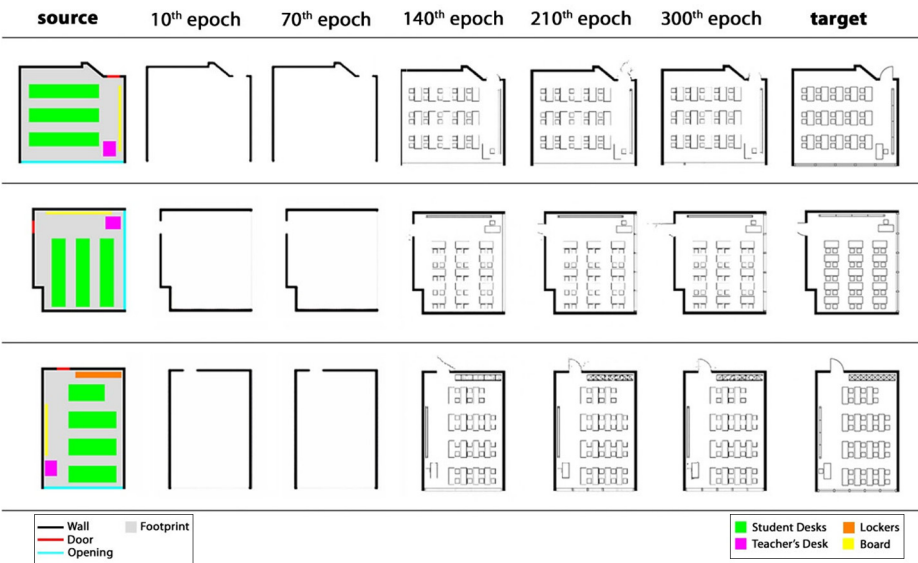 source 10th epoch 70th epoch 140th epoch 210th epoch 300th epoch target
Wall
Door
Opening
Footprint
Student Desks
Teacher's Desk
Lockers
Board